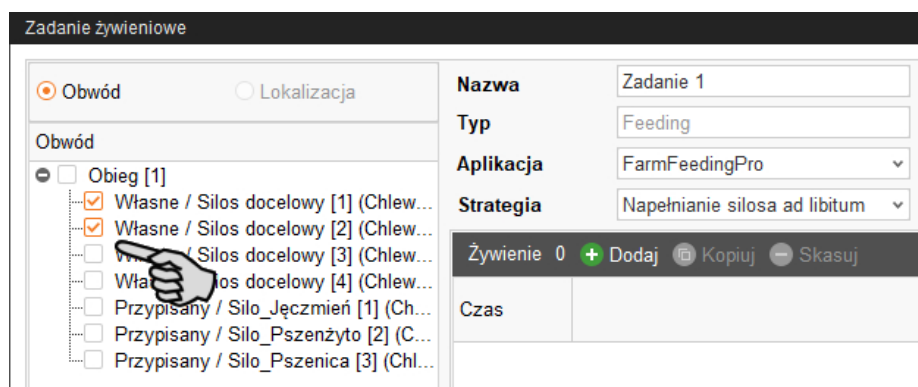 Zadanie żywieniowe
Obwód
Lokalizacja
Obwód
Obieg [1]
Własne / Silos docelowy [1] (Chlew...
Własne / Silos docelowy [2] (Chlew...
/ Silos docelowy [3] (Chlew...
docelowy [4] (Chlew...
Przypisany / Silo_Jęczmień [1] (Ch...
Przypisany / Silo_Pszenżyto [2] (C...
Przypisany / Silo_Pszenica [3] (Chl...
Nazwa Zadanie 1
Typ Feeding
Aplikacja FarmFeedingPro
Strategia Napełnianie silosa ad libitum
Żywienie 0 Dodaj Kopiuj Skasuj
Czas